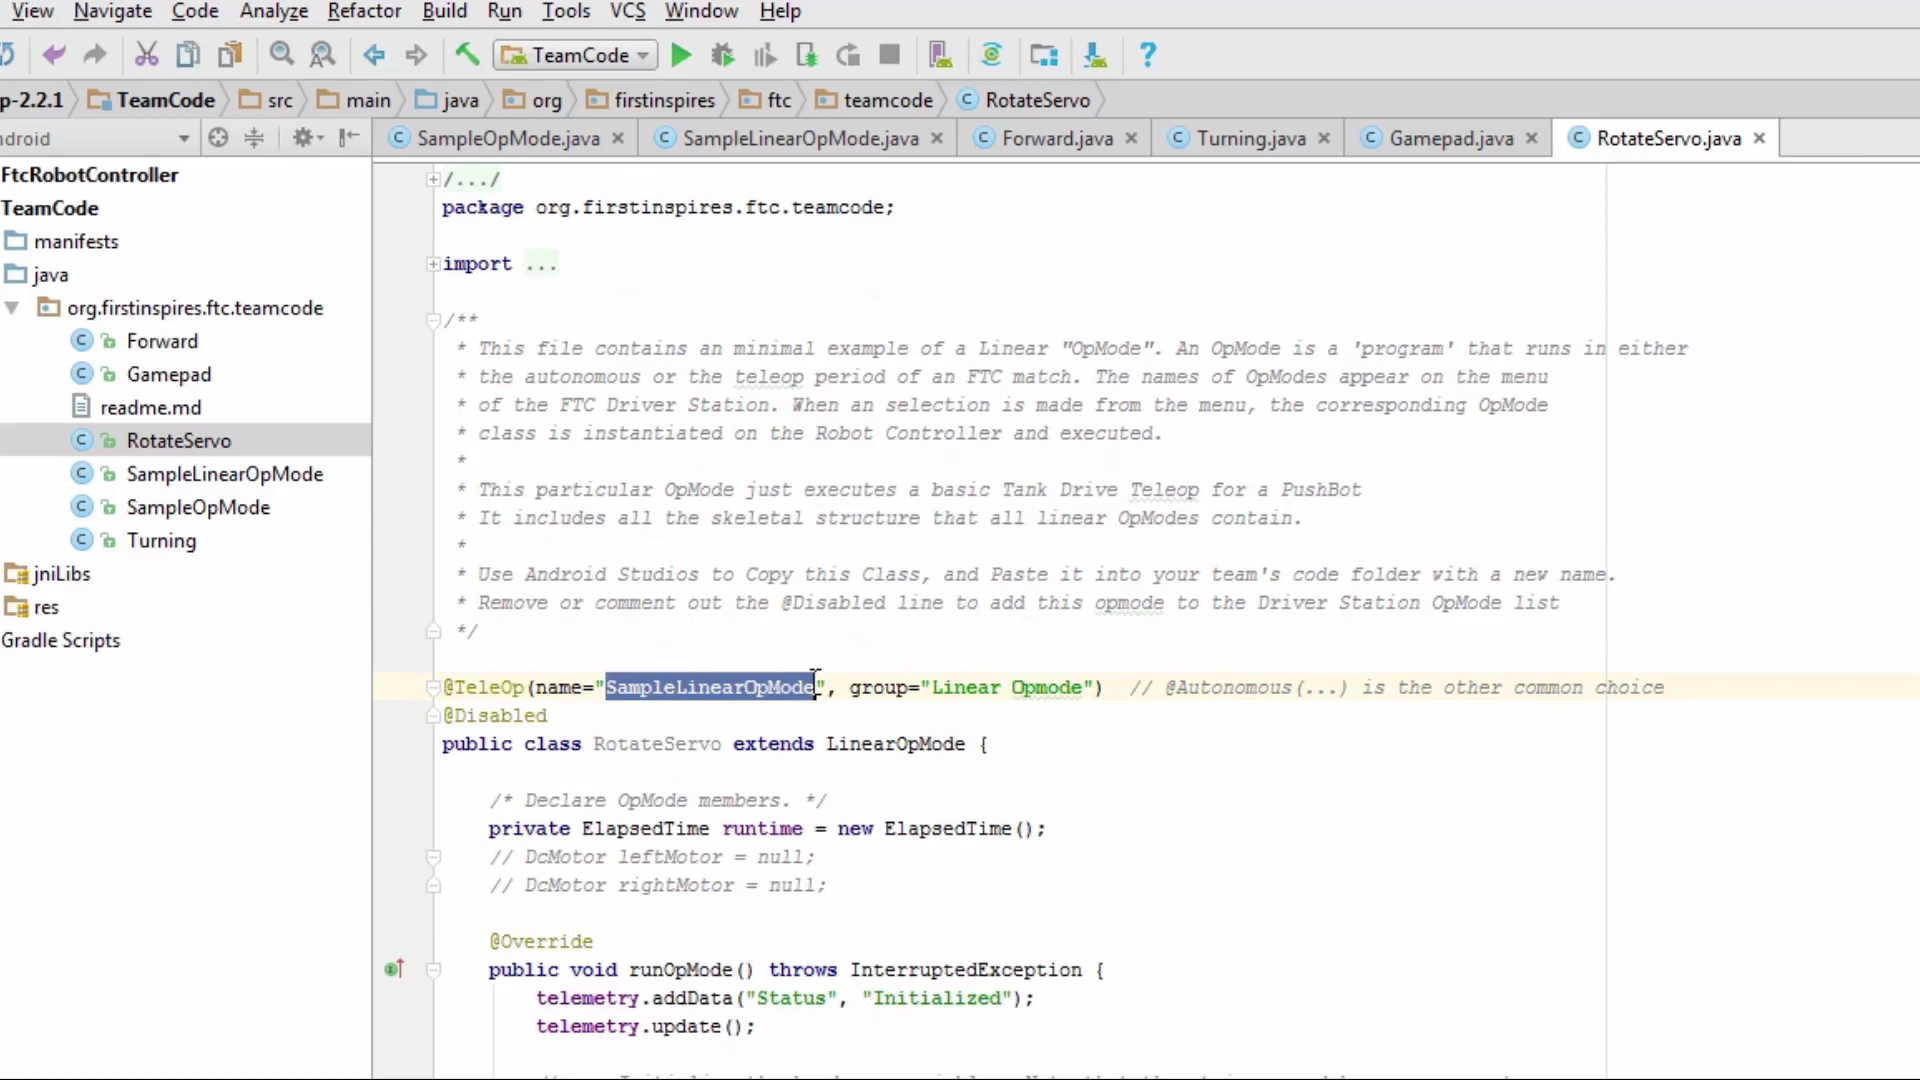 View Navigate Code Analyze Refactor Build Run Tools VCS Window Help
TeamCode
p-2.2.1 TeamCode src main java org firstinspires ftc teamcode RotateServo
ndroid
SampleOpMode.java SampleLinearOpMode.java Forward.java Turning.java Gamepad.java RotateServo.java
FtcRobotController
TeamCode
manifests
java
org.firstinspires.ftc.teamcode
Forward
Gamepad
readme.md
RotateServo
SampleLinearOpMode
SampleOpMode
Turning
jniLibs
res
Gradle Scripts
/.../
package org.firstinspires.ftc.teamcode;
import ...
/**
* This file contains an minimal example of a Linear "OpMode". An OpMode is a 'program' that runs in either
* the autonomous or the teleop period of an FTC match. The names of OpModes appear on the menu
* of the FTC Driver Station. When an selection is made from the menu, the corresponding OpMode
* class is instantiated on the Robot Controller and executed.
*
* This particular OpMode just executes a basic Tank Drive Teleop for a PushBot
* It includes all the skeletal structure that all linear OpModes contain.
*
* Use Android Studios to Copy this Class, and Paste it into your team's code folder with a new name.
* Remove or comment out the @Disabled line to add this opmode to the Driver Station OpMode list
*/
@TeleOp(name="SampleLinearOpMode", group="Linear Opmode") // @Autonomous(...) is the other common choice
@Disabled
public class RotateServo extends LinearOpMode {
/* Declare OpMode members. */
private ElapsedTime runtime = new ElapsedTime();
// DcMotor leftMotor = null;
// DcMotor rightMotor = null;
@Override
public void runOpMode() throws InterruptedException {
telemetry.addData("Status", "Initialized");
telemetry.update();